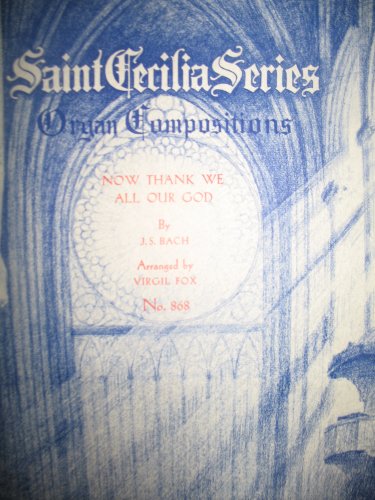 Saint Cecilia Series
Organ Compositions
NOW THANK WE
ALL OUR GOD
By
J. S. BACH
Arranged by
VIRGIL FOX
No. 868